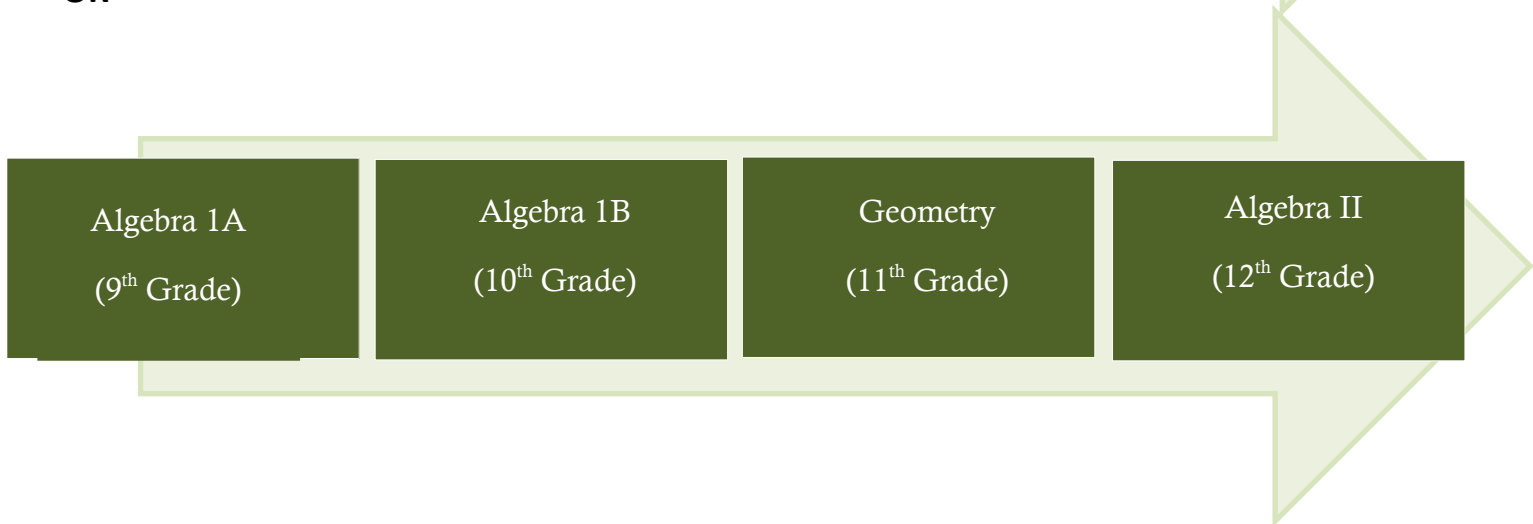 Algebra 1A
(9th Grade)
Algebra 1B
(10th Grade)
Geometry
(11th Grade)
Algebra II
(12th Grade)